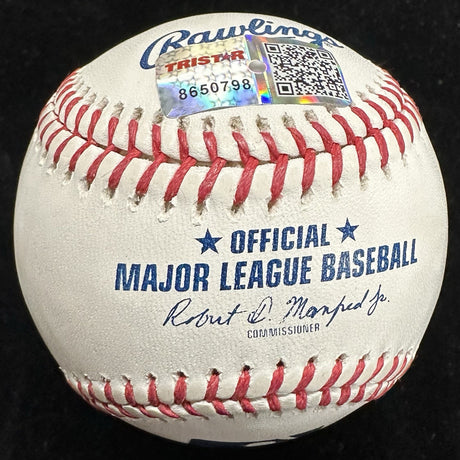 Rawlings
TRISTAR
8650798
★ OFFICIAL ★
MAJOR LEAGUE BASEBALL
Robert D. Manfred Jr.
COMMISSIONER